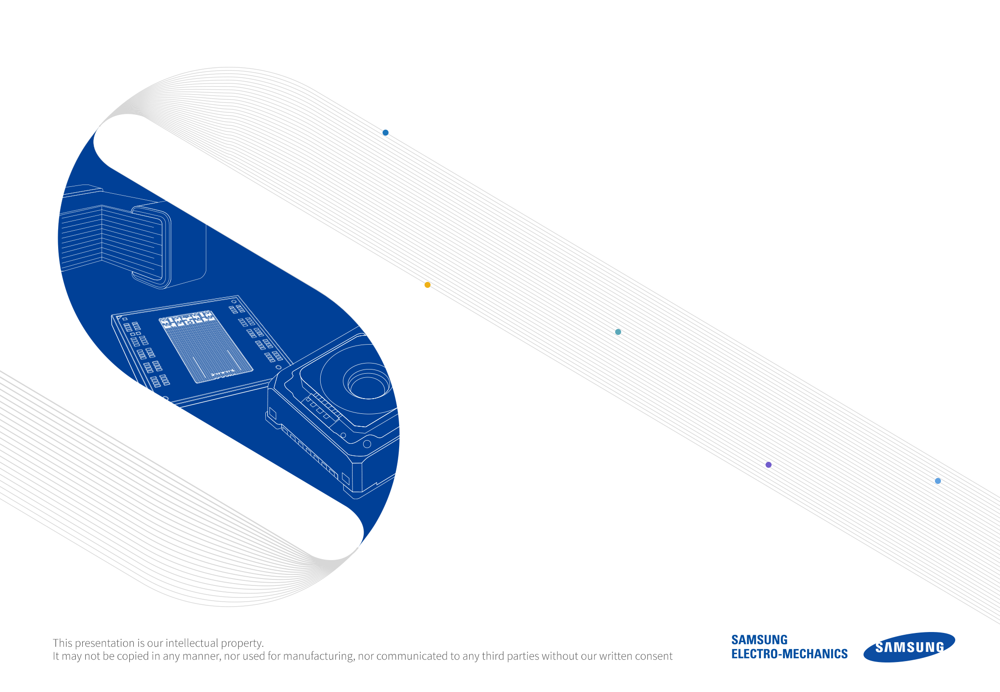 This presentation is our intellectual property.
It may not be copied in any manner, nor used for manufacturing, nor communicated to any third parties without our written consent
SAMSUNG
ELECTRO-MECHANICS
SAMSUNG